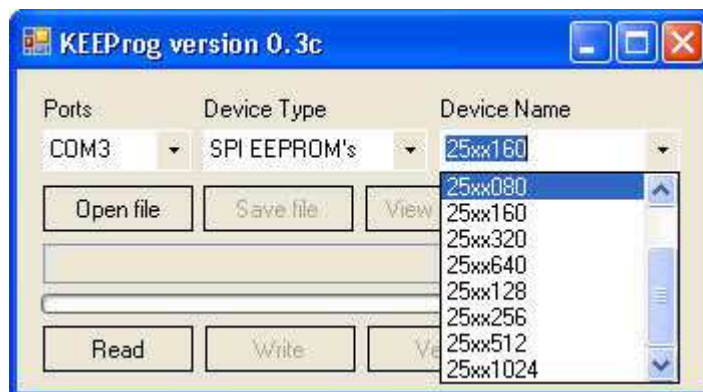 KEEProg version 0.3c
Ports Device Type Device Name
COM3 SPI EEPROM's 25xx160
Open file Save file View
25xx080
25xx160
25xx320
25xx640
25xx128
25xx256
25xx512
25xx1024
Read Write Ve